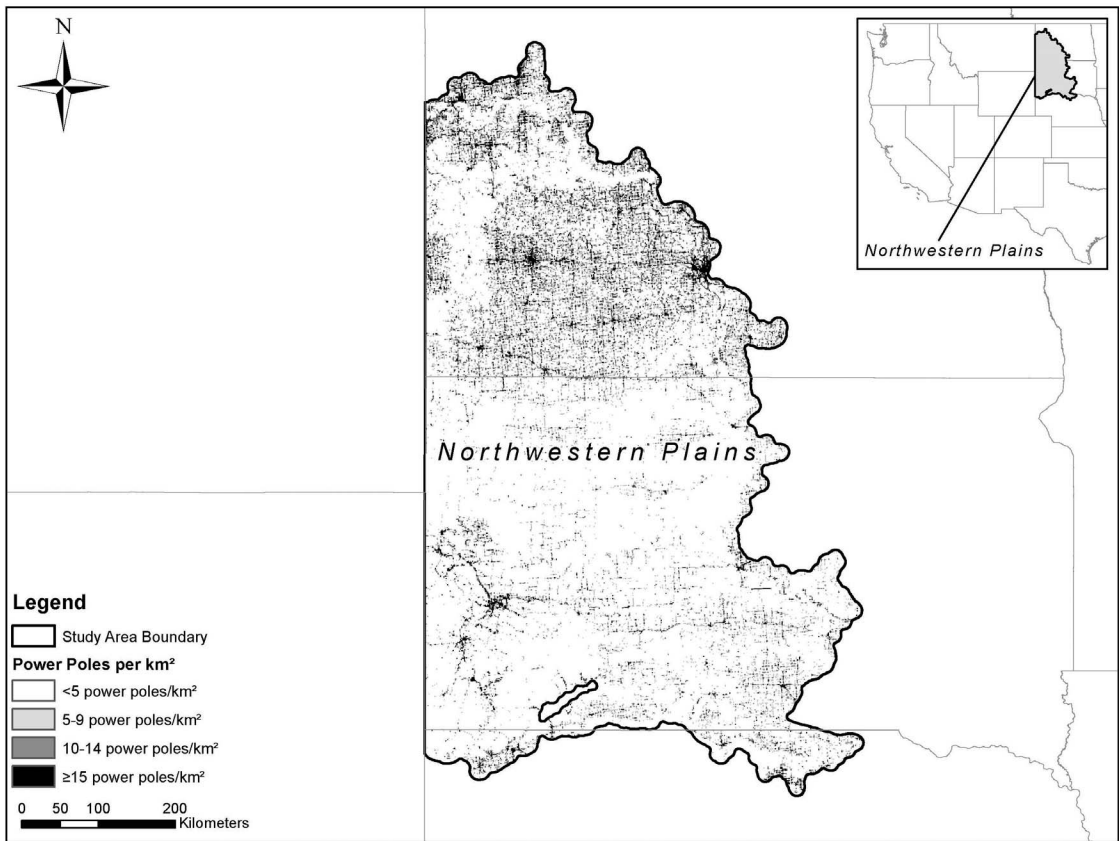 N
Northwestern Plains
Northwestern Plains
Legend
Study Area Boundary
Power Poles per km²
<5 power poles/km²
5-9 power poles/km²
10-14 power poles/km²
≥15 power poles/km²
0 50 100 200
Kilometers